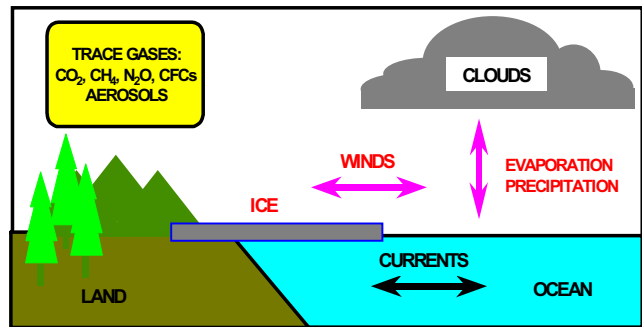 TRACE GASES:
CO₂, CH₄, N₂O, CFCs
AEROSOLS
CLOUDS
WINDS
EVAPORATION
PRECIPITATION
ICE
CURRENTS
LAND
OCEAN